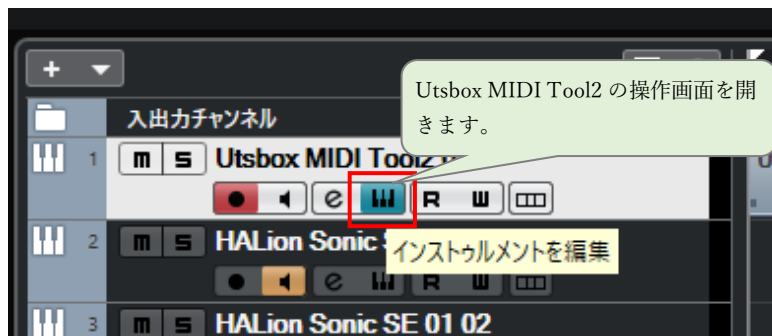 Utsbox MIDI Tool2 の操作画面を開
きます。
入出力チャンネル
1 m S Utsbox MIDI Tool2
e R W
インストゥルメントを編集
2 m S HALion Sonic
e R W
3 m S HALion Sonic SE 01 02